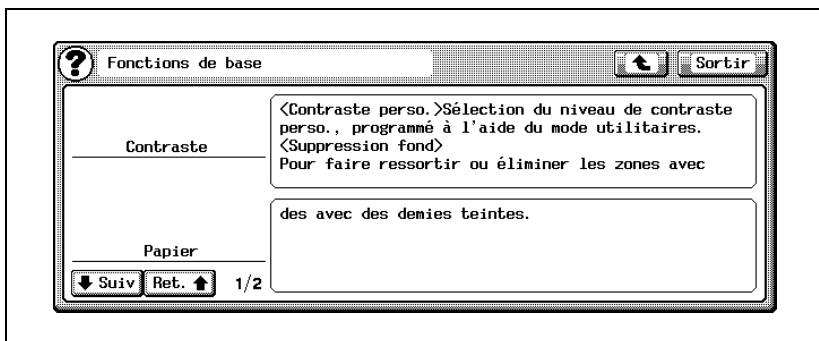 ?
Fonctions de base
Sortir
Contraste
<Contraste perso.>Sélection du niveau de contraste
perso., programmé à l'aide du mode utilitaires.
<Suppression fond>
Pour faire ressortir ou éliminer les zones avec
Papier
des avec des demies teintes.
Suiv
Ret.
1/2